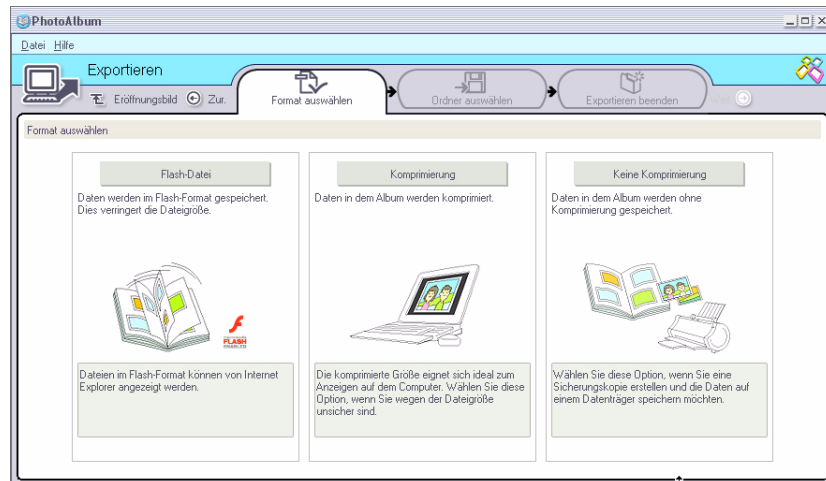 PhotoAlbum
Datei Hilfe
Exportieren
Eröffnungsbild Zur.
Format auswählen
Ordner auswählen
Exportieren beenden
Format auswählen
Flash-Datei
Daten werden im Flash-Format gespeichert.
Dies verringert die Dateigröße.
FLASH
Dateien im Flash-Format können von Internet
Explorer angezeigt werden.
Komprimierung
Daten in dem Album werden komprimiert.
Die komprimierte Größe eignet sich ideal zum
Anzeigen auf dem Computer. Wählen Sie diese
Option, wenn Sie wegen der Dateigröße
unsicher sind.
Keine Komprimierung
Daten in dem Album werden ohne
Komprimierung gespeichert.
Wählen Sie diese Option, wenn Sie eine
Sicherungskopie erstellen und die Daten auf
einem Datenträger speichern möchten.